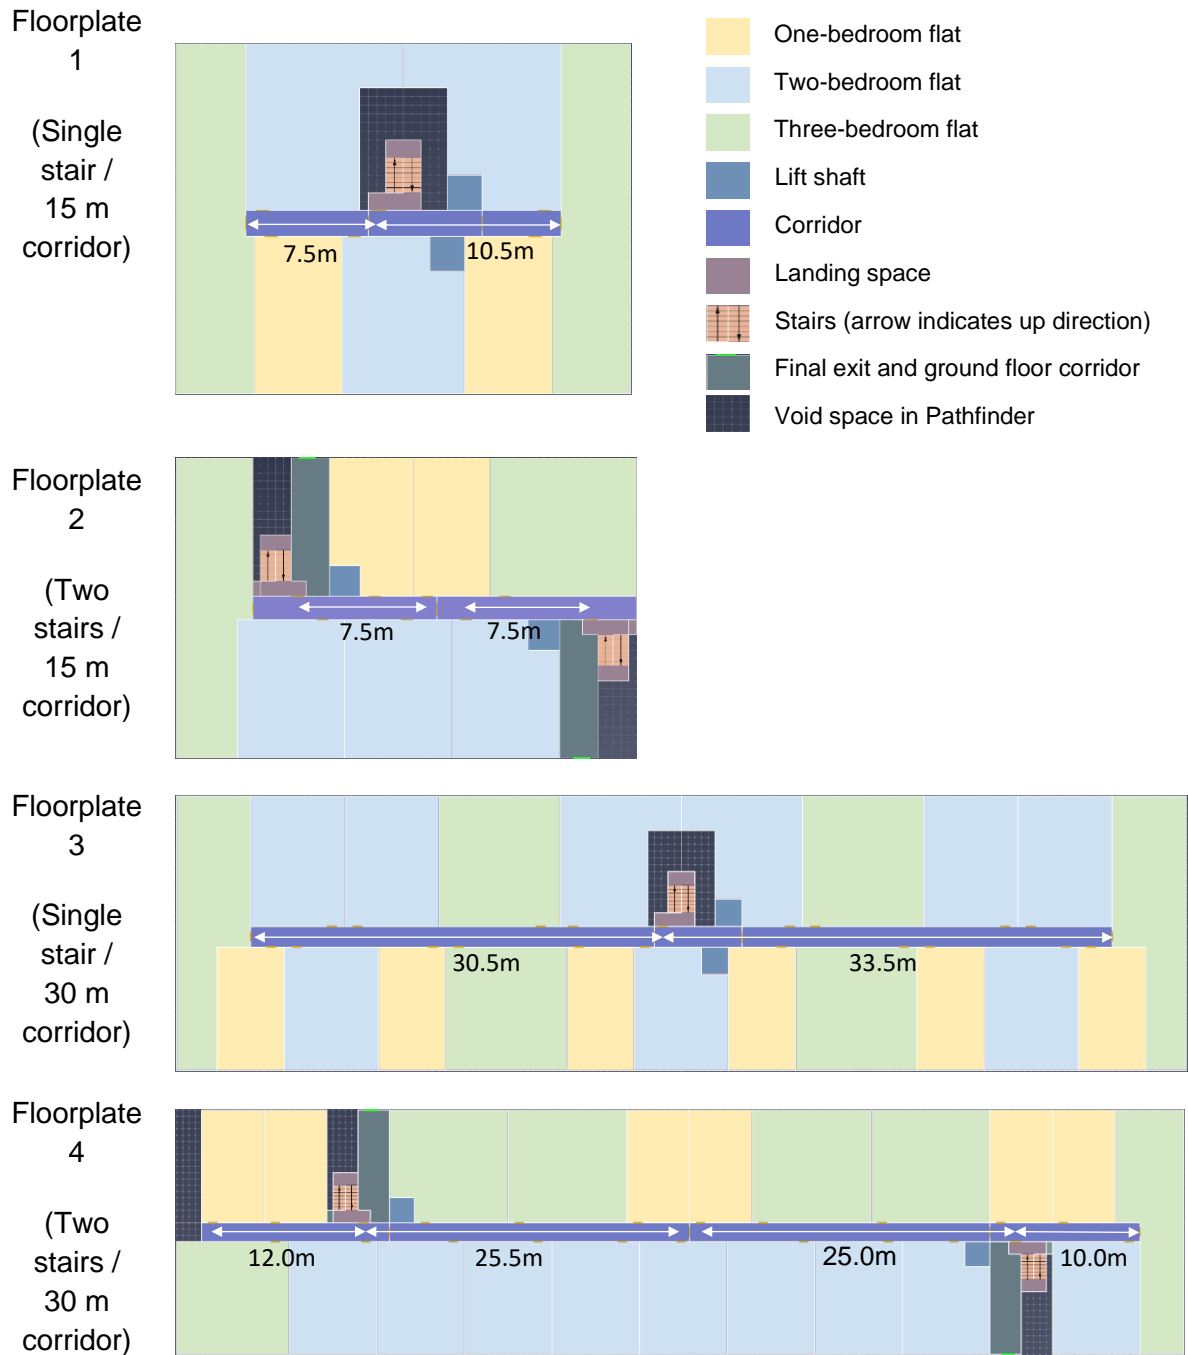 Floorplate
1
(Single
stair /
15 m
corridor)
7.5m
10.5m
One-bedroom flat
Two-bedroom flat
Three-bedroom flat
Lift shaft
Corridor
Landing space
Stairs (arrow indicates up direction)
Final exit and ground floor corridor
Void space in Pathfinder
Floorplate
2
(Two
stairs /
15 m
corridor)
7.5m
7.5m
Floorplate
3
(Single
stair /
30 m
corridor)
30.5m
33.5m
Floorplate
4
(Two
stairs /
30 m
corridor)
12.0m
25.5m
25.0m
10.0m